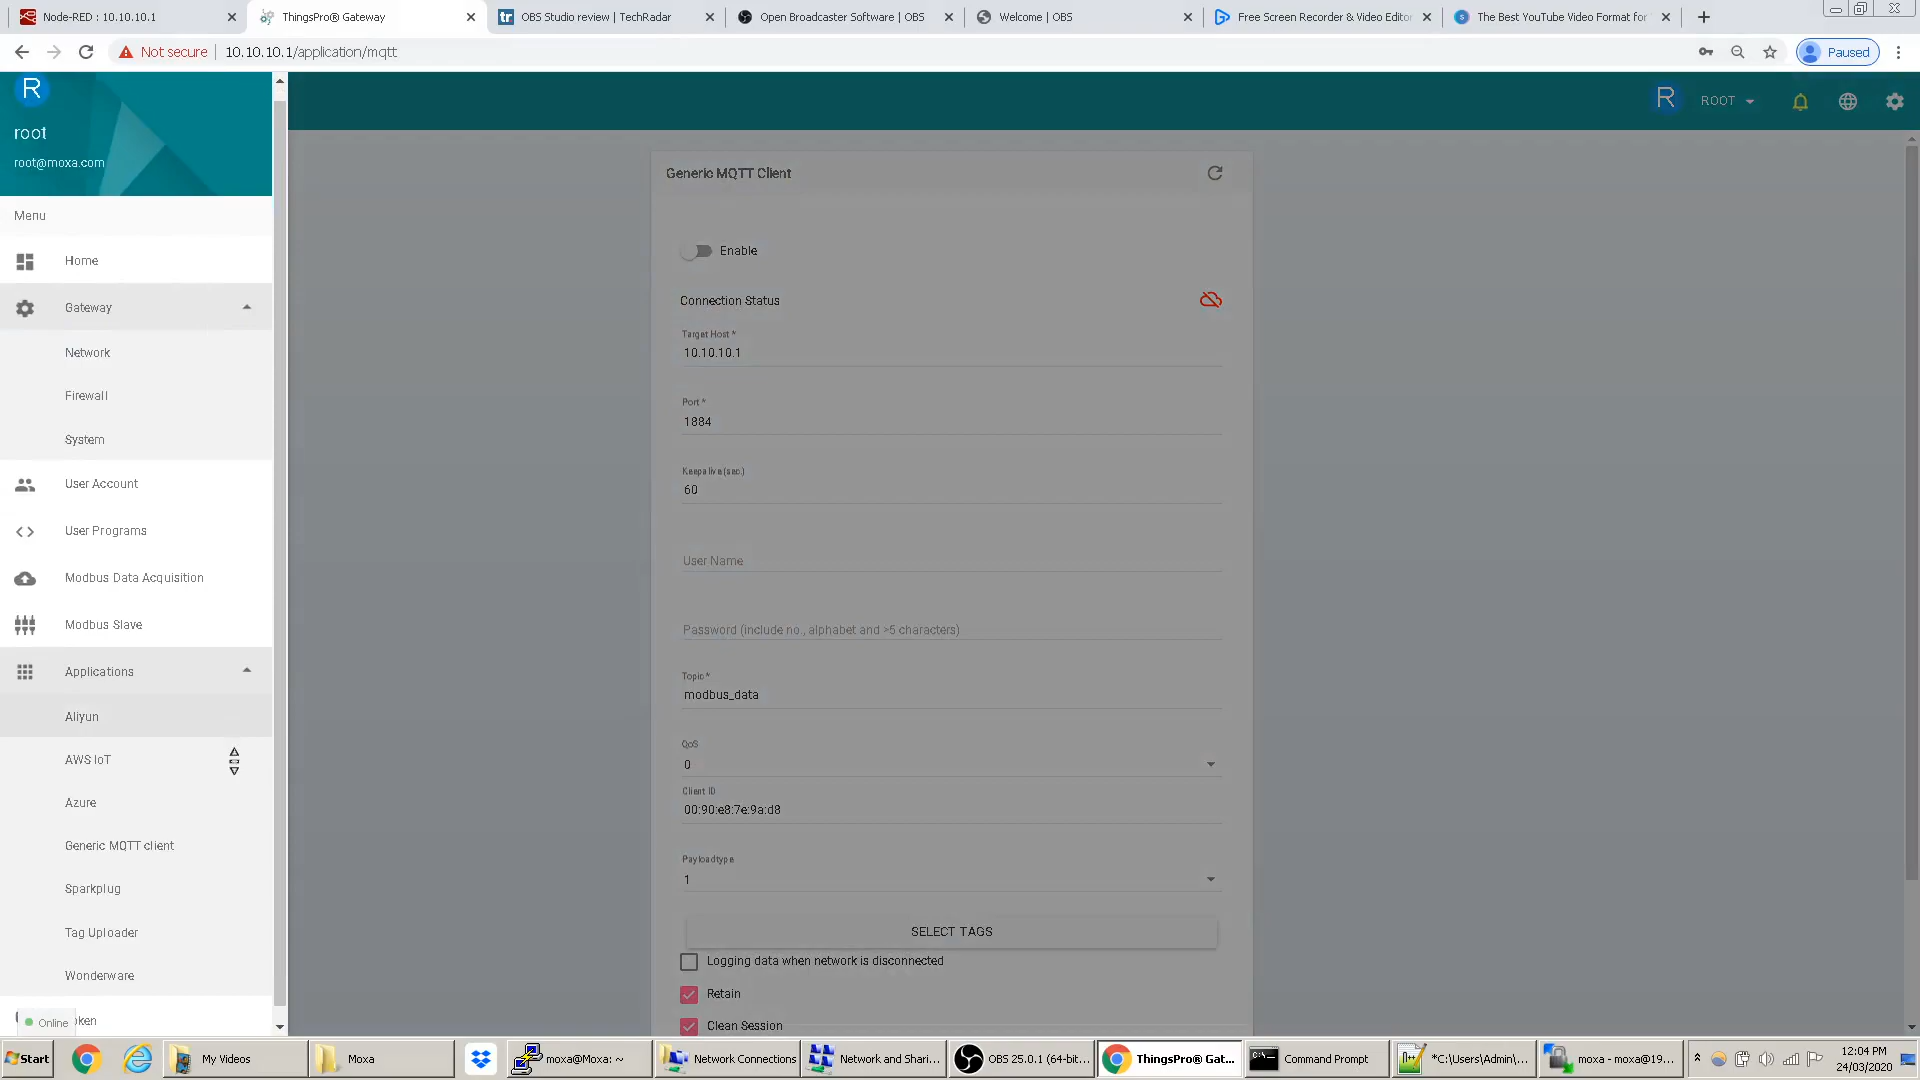 Node-RED : 10.10.10.1
ThingsPro® Gateway
OBS Studio review | TechRadar
Open Broadcaster Software | OBS
Welcome | OBS
Free Screen Recorder & Video Editor
The Best YouTube Video Format for
Not secure
10.10.10.1/application/mqtt
Paused
R
root
root@moxa.com
R
ROOT
Menu
Home
Gateway
Network
Firewall
System
User Account
User Programs
Modbus Data Acquisition
Modbus Slave
Applications
Aliyun
AWS IoT
Azure
Generic MQTT client
Sparkplug
Tag Uploader
Wonderware
Online
Generic MQTT Client
Enable
Connection Status
Target Host *
10.10.10.1
Port *
1884
Keepalive (sec.)
60
User Name
Password (include no., alphabet and >5 characters)
Topic *
modbus_data
QoS
0
Client ID
00:90:e8:7e:9a:d8
Payload type
1
SELECT TAGS
Logging data when network is disconnected
Retain
Clean Session
Start
My Videos
Moxa
moxa@Moxa: ~
Network Connections
Network and Shari...
OBS 25.0.1 (64-bit...
ThingsPro® Gat...
Command Prompt
*C:\Users\Admin\...
moxa - moxa@19...
12:04 PM
24/03/2020